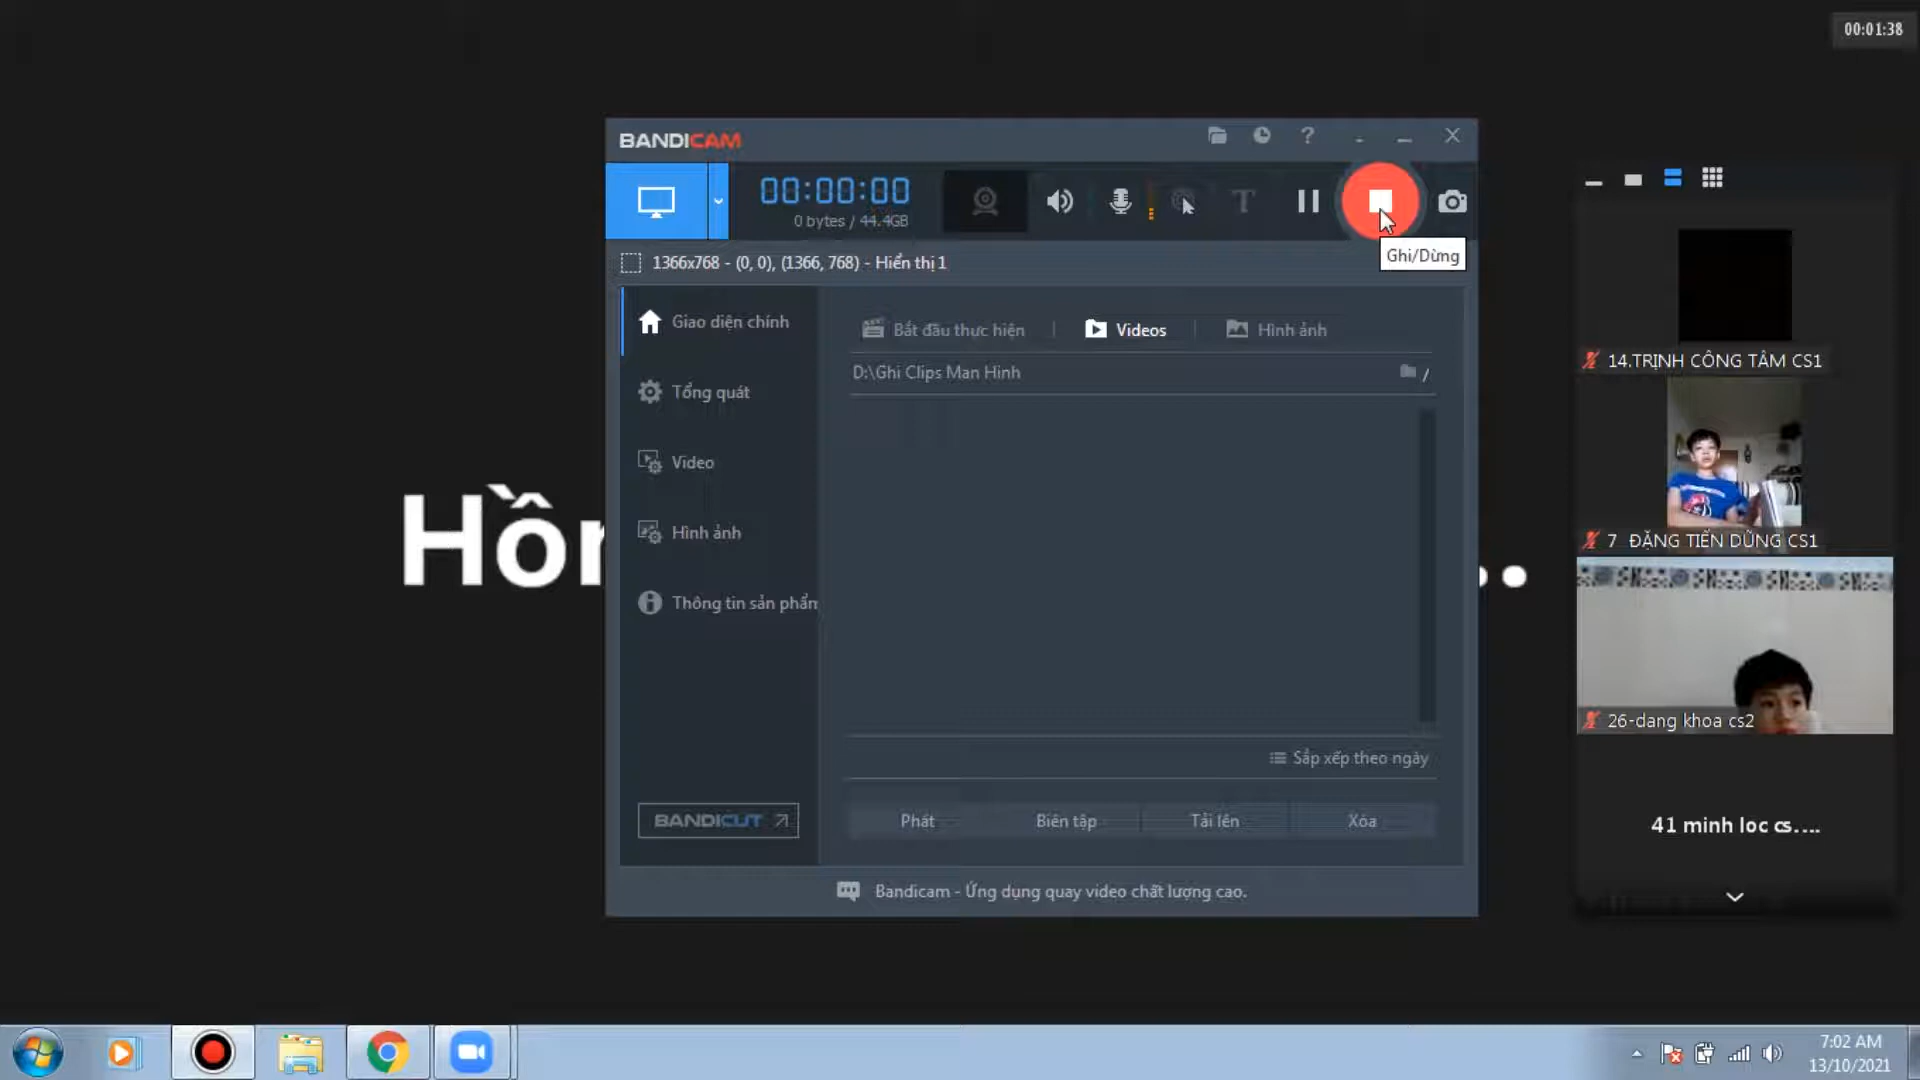 00:01:38
BANDICAM
00:00:00
0 bytes / 44.4GB
Ghi/Dừng
1366x768 - (0, 0), (1366, 768) - Hiển thị 1
Giao diện chính
Tổng quát
Video
Hình ảnh
Thông tin sản phẩm
Bắt đầu thực hiện
Videos
Hình ảnh
D:\Ghi Clips Man Hinh
Sắp xếp theo ngày
BANDICUT
Phát
Biên tập
Tải lên
Xóa
Bandicam - Ứng dụng quay video chất lượng cao.
Hồn
14.TRỊNH CÔNG TÂM CS1
7 ĐẶNG TIẾN DŨNG CS1
26-dang khoa cs2
41 minh loc cs....
7:02 AM
13/10/2021